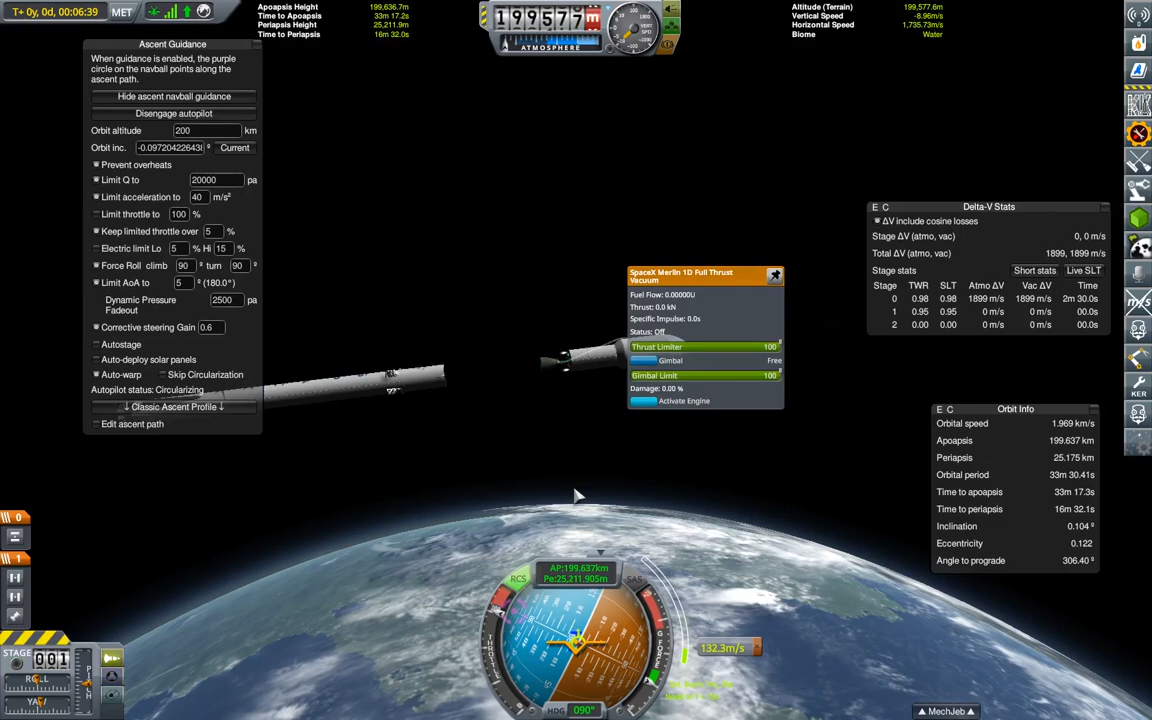 T+ 0y, 0d, 00:06:39 MET
Apoapsis Height 199,636.7m
Time to Apoapsis 33m 17.2s
Periapsis Height 25,211.9m
Time to Periapsis 16m 32.0s
199577m
ATMOSPHERE
Altitude (Terrain) 199,577.6m
Vertical Speed -8.96m/s
Horizontal Speed 1,735.73m/s
Biome Water
Ascent Guidance
When guidance is enabled, the purple
circle on the navball points along the
ascent path.
Hide ascent navball guidance
Disengage autopilot
Orbit altitude 200 km
Orbit inc. -0.097204226438 º Current
Prevent overheats
Limit Q to 20000 pa
Limit acceleration to 40 m/s²
Limit throttle to 100 %
Keep limited throttle over 5 %
Electric limit Lo 5 % Hi 15 %
Force Roll climb 90 º turn 90 º
Limit AoA to 5 º (180.0°)
Dynamic Pressure 2500 pa
Fadeout
Corrective steering Gain 0.6
Autostage
Auto-deploy solar panels
Auto-warp Skip Circularization
Autopilot status: Circularizing
↓ Classic Ascent Profile ↓
Edit ascent path
SpaceX Merlin 1D Full Thrust
Vacuum
Fuel Flow: 0.00000U
Thrust: 0.0 kN
Specific Impulse: 0.0s
Status: Off
Thrust Limiter 100
Gimbal Free
Gimbal Limit 100
Damage: 0.00 %
Activate Engine
E C Delta-V Stats
ΔV include cosine losses
Stage ΔV (atmo, vac) 0, 0 m/s
Total ΔV (atmo, vac) 1899, 1899 m/s
Stage stats Short stats Live SLT
Stage TWR SLT Atmo ΔV Vac ΔV Time
0 0.98 0.98 1899 m/s 1899 m/s 2m 30.0s
1 0.95 0.95 00.0s
2 0.00 0.00 00.0s
KER
E C Orbit Info
Orbital speed 1.969 km/s
Apoapsis 199.637 km
Periapsis 25.175 km
Orbital period 33m 30.41s
Time to apoapsis 33m 17.3s
Time to periapsis 16m 32.1s
Inclination 0.104 º
Eccentricity 0.122
Angle to prograde 306.40 º
0
1
STAGE 001
ROLL
YAW
PITCH
RCS
AP:199.637km
Pe:25,211.905m
SAS
THROTTLE
G FORCE
HDG 090°
132.3m/s
▲ MechJeb ▲